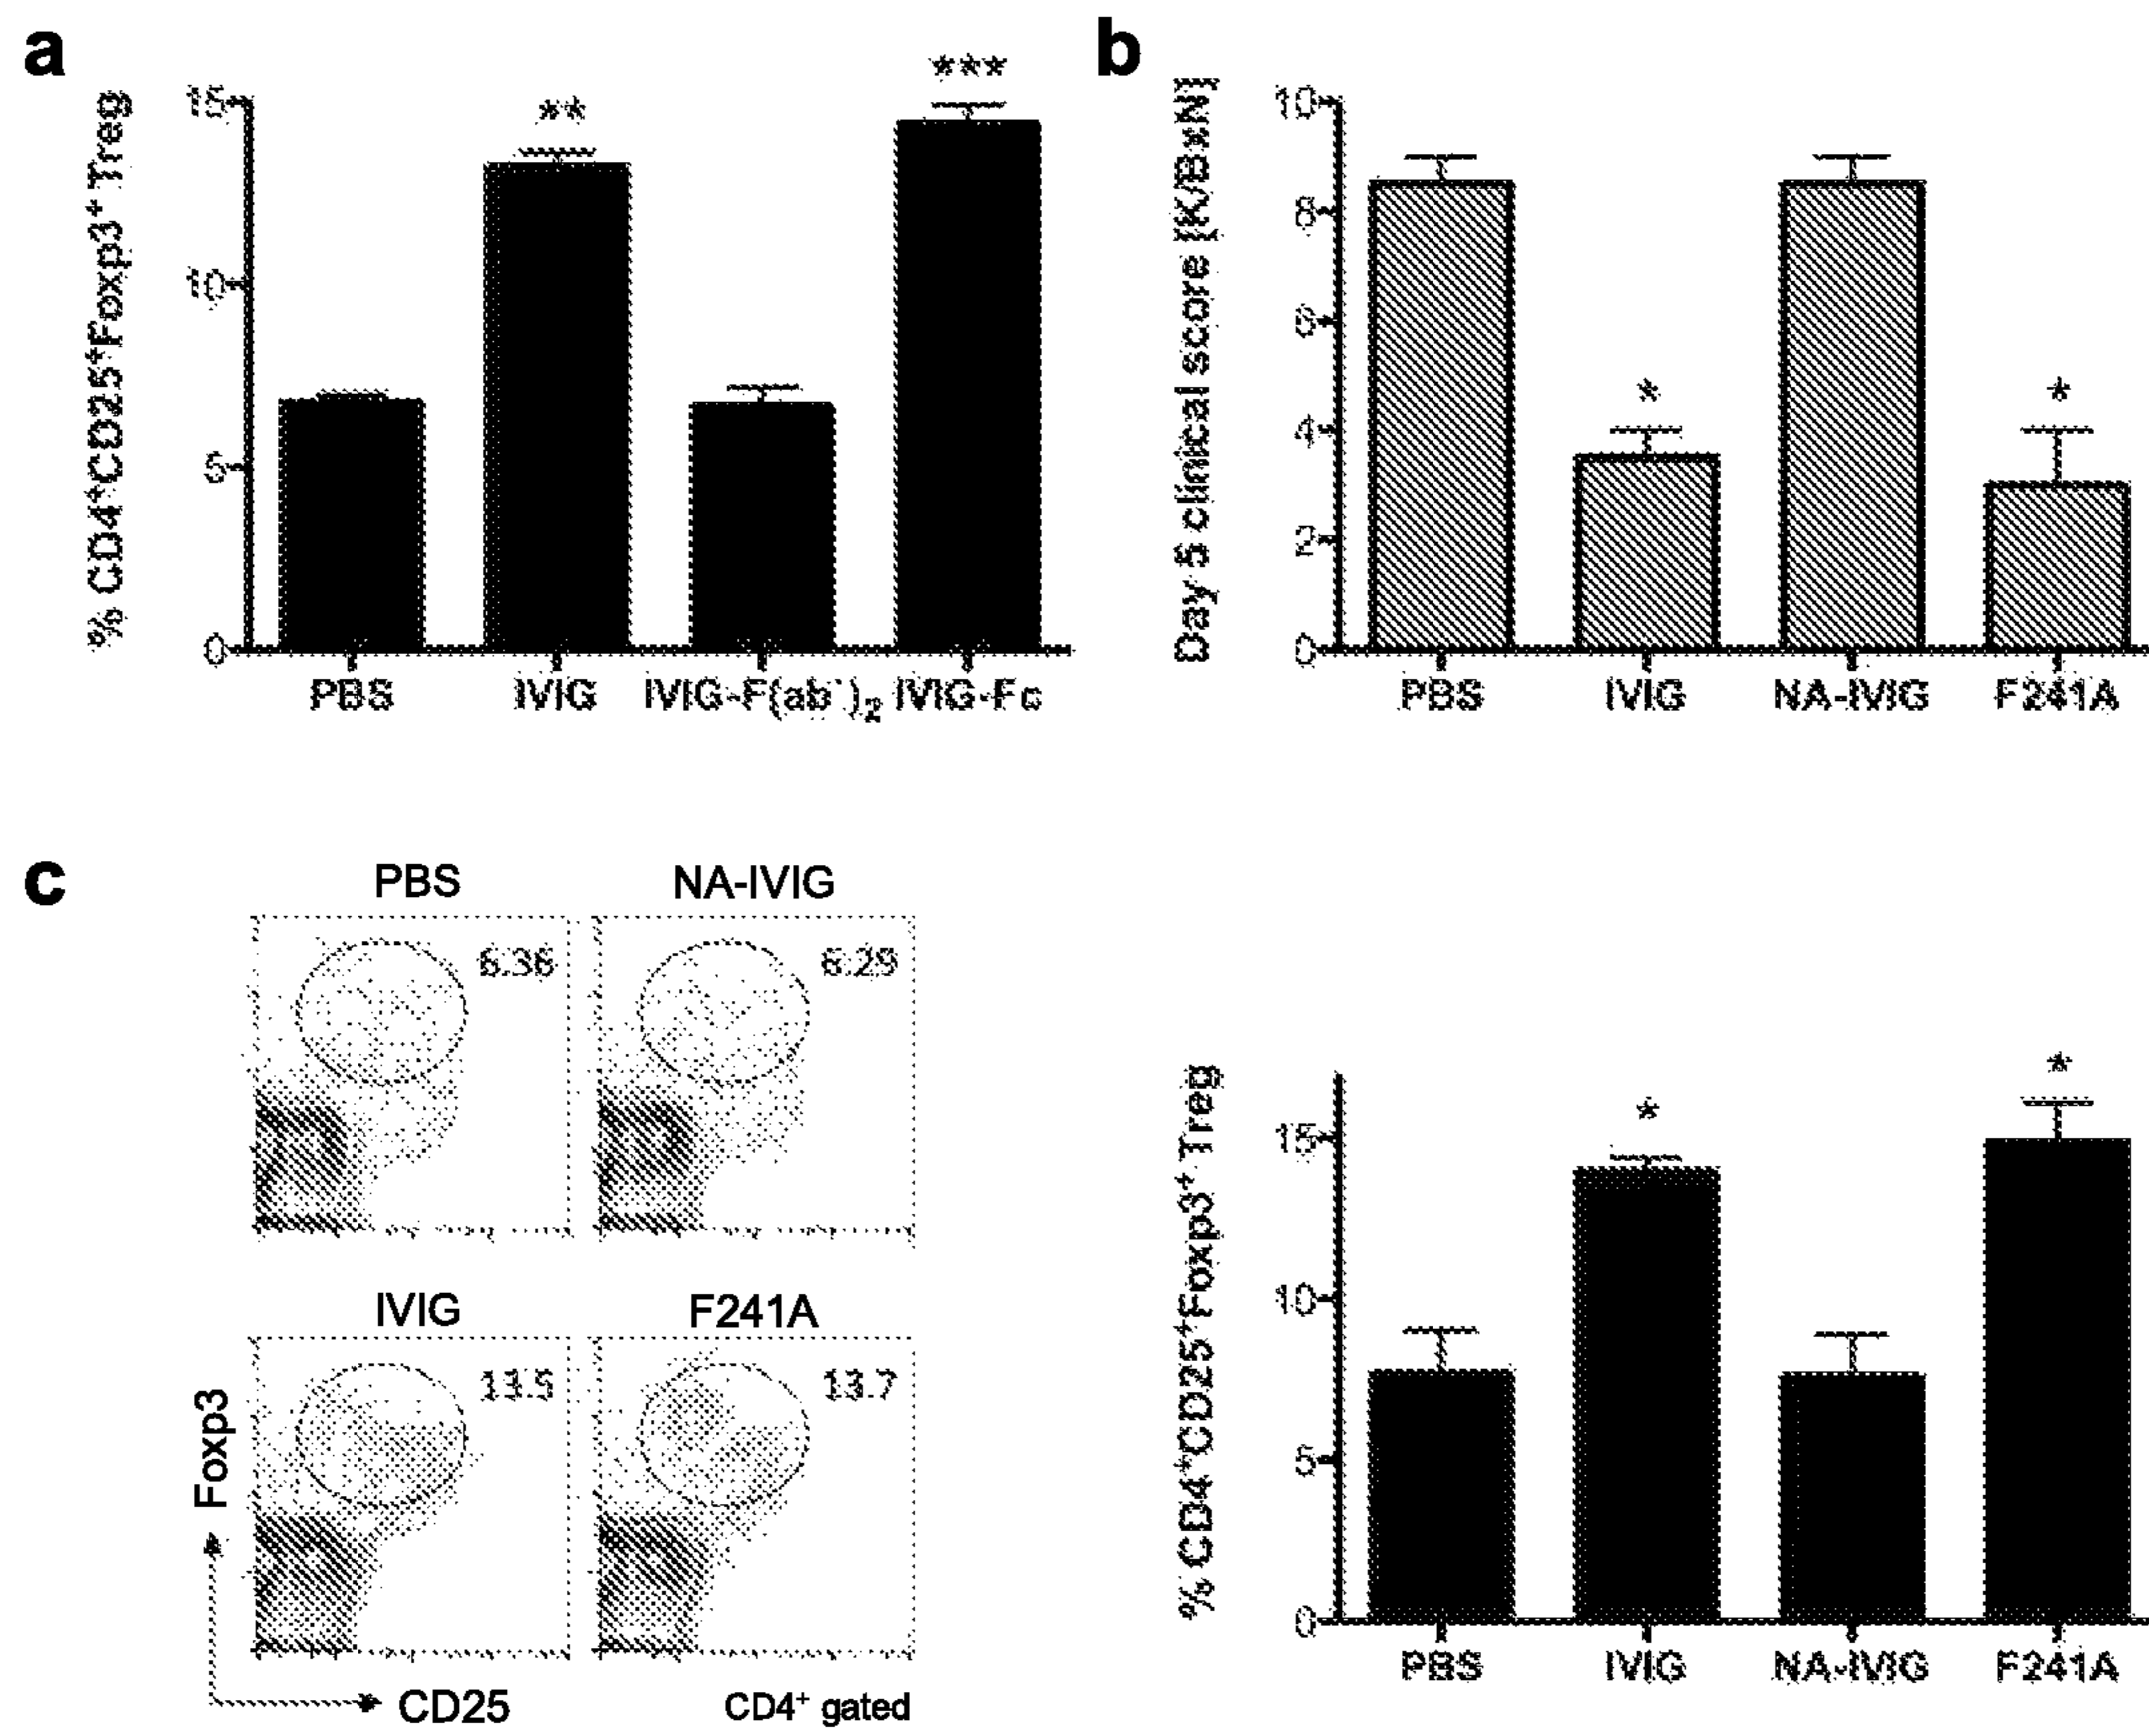 a
% CD4⁺CD25⁺Foxp3⁺ Treg
15
10
5
0
**
***
PBS IVIG IVIG-F(ab`)₂ IVIG-Fc
b
Day 5 clinical score [K/BxN]
10
8
6
4
2
0
*
*
PBS IVIG NA-IVIG F241A
c
PBS NA-IVIG
6.36 6.29
IVIG F241A
13.5 13.7
Foxp3
CD25
CD4⁺ gated
% CD4⁺CD25⁺Foxp3⁺ Treg
15
10
5
0
*
*
PBS IVIG NA-IVIG F241A